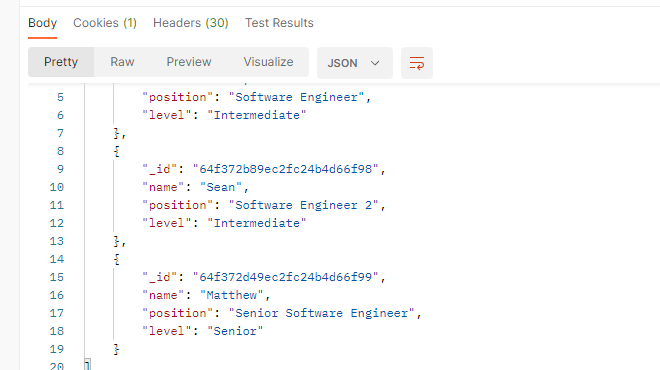 Body Cookies (1) Headers (30) Test Results
Pretty Raw Preview Visualize JSON
5 "position": "Software Engineer",
6 "level": "Intermediate"
7 },
8 {
9 "_id": "64f372b89ec2fc24b4d66f98",
10 "name": "Sean",
11 "position": "Software Engineer 2",
12 "level": "Intermediate"
13 },
14 {
15 "_id": "64f372d49ec2fc24b4d66f99",
16 "name": "Matthew",
17 "position": "Senior Software Engineer",
18 "level": "Senior"
19 }
20 ]